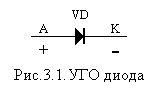 VD
А К
+ -
Рис.3.1. УГО диода